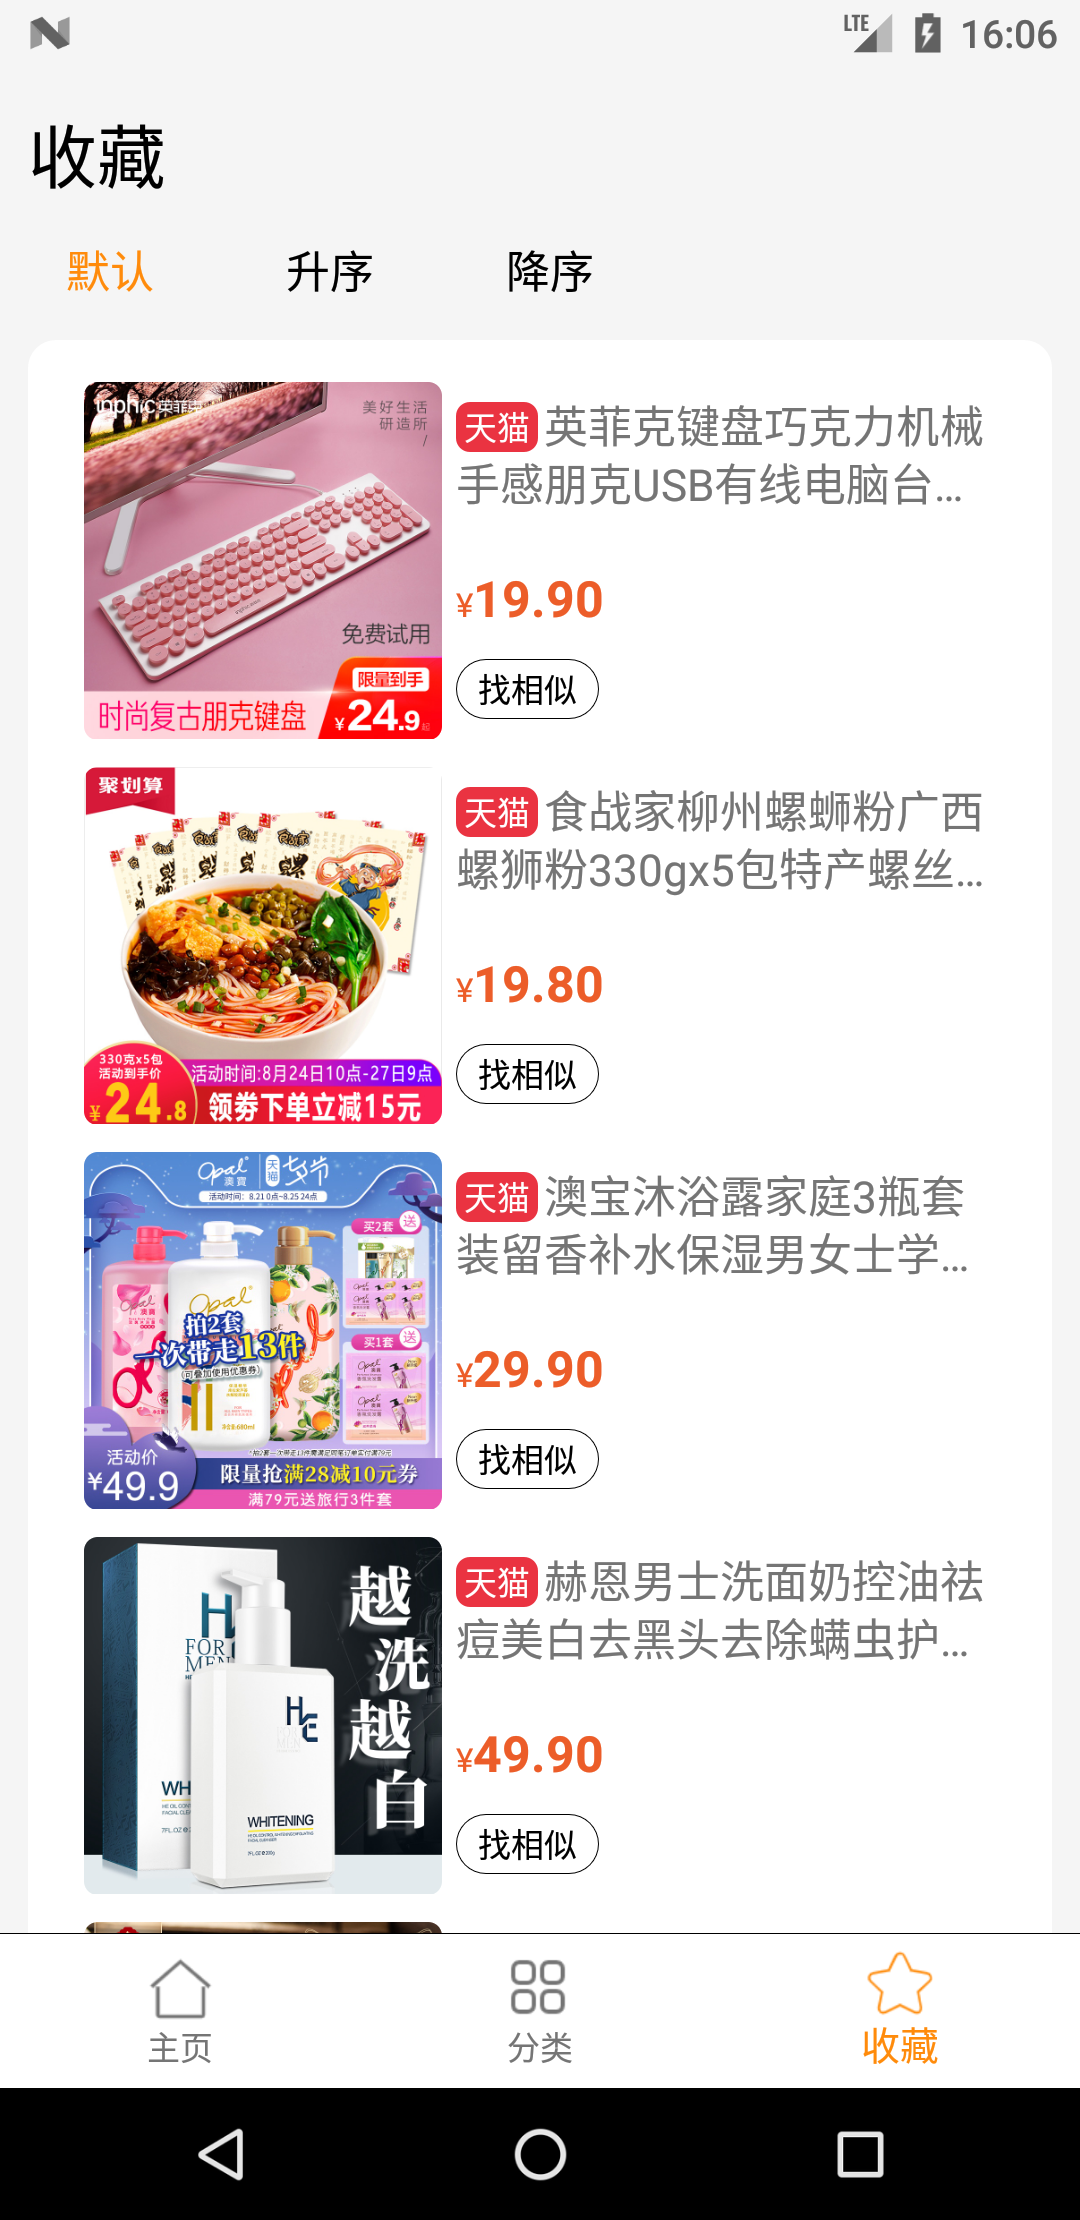 LTE 16:06
收藏
默认 升序 降序
inphic 英菲克
美好生活
研造所
/
免费试用
限量到手
时尚复古朋克键盘
¥24.9起
天猫 英菲克键盘巧克力机械
手感朋克USB有线电脑台...
¥19.90
找相似
聚划算
330克x5包
活动到手价
¥24.8
活动时间:8月24日10点-27日9点
领券下单立减15元
天猫 食战家柳州螺蛳粉广西
螺狮粉330gx5包特产螺丝...
¥19.80
找相似
Opal 澳寶
天猫 七夕节
活动时间：8.21 0点~8.25 24点
买2套 送
Opal
澳寶
拍2套
一次带走13件
(可叠加使用优惠券)
买1套 送
680ml
活动价
¥49.9
限量抢满28减10元券
满79元送旅行3件套
天猫 澳宝沐浴露家庭3瓶套
装留香补水保湿男女士学...
¥29.90
找相似
越洗越白
FOR
MEN
WH
HE
WHITENING
天猫 赫恩男士洗面奶控油祛
痘美白去黑头去除螨虫护...
¥49.90
找相似
主页 分类 收藏